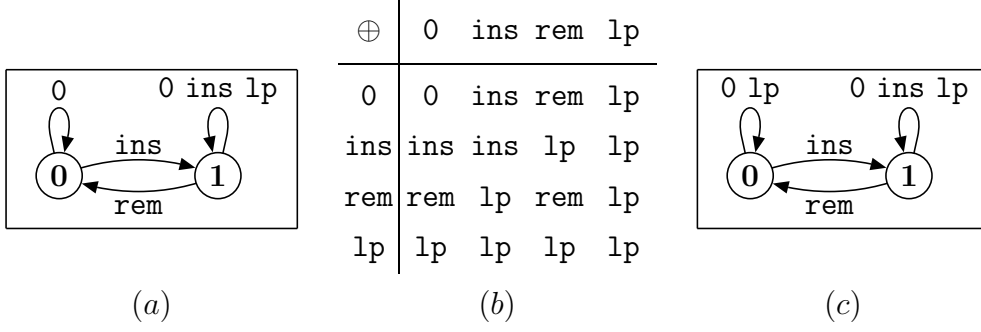 0
0 ins lp
ins
0
1
rem
(a)
⊕ 0 ins rem lp
0 0 ins rem lp
ins ins ins lp lp
rem rem lp rem lp
lp lp lp lp lp
(b)
0 lp
0 ins lp
ins
0
1
rem
(c)